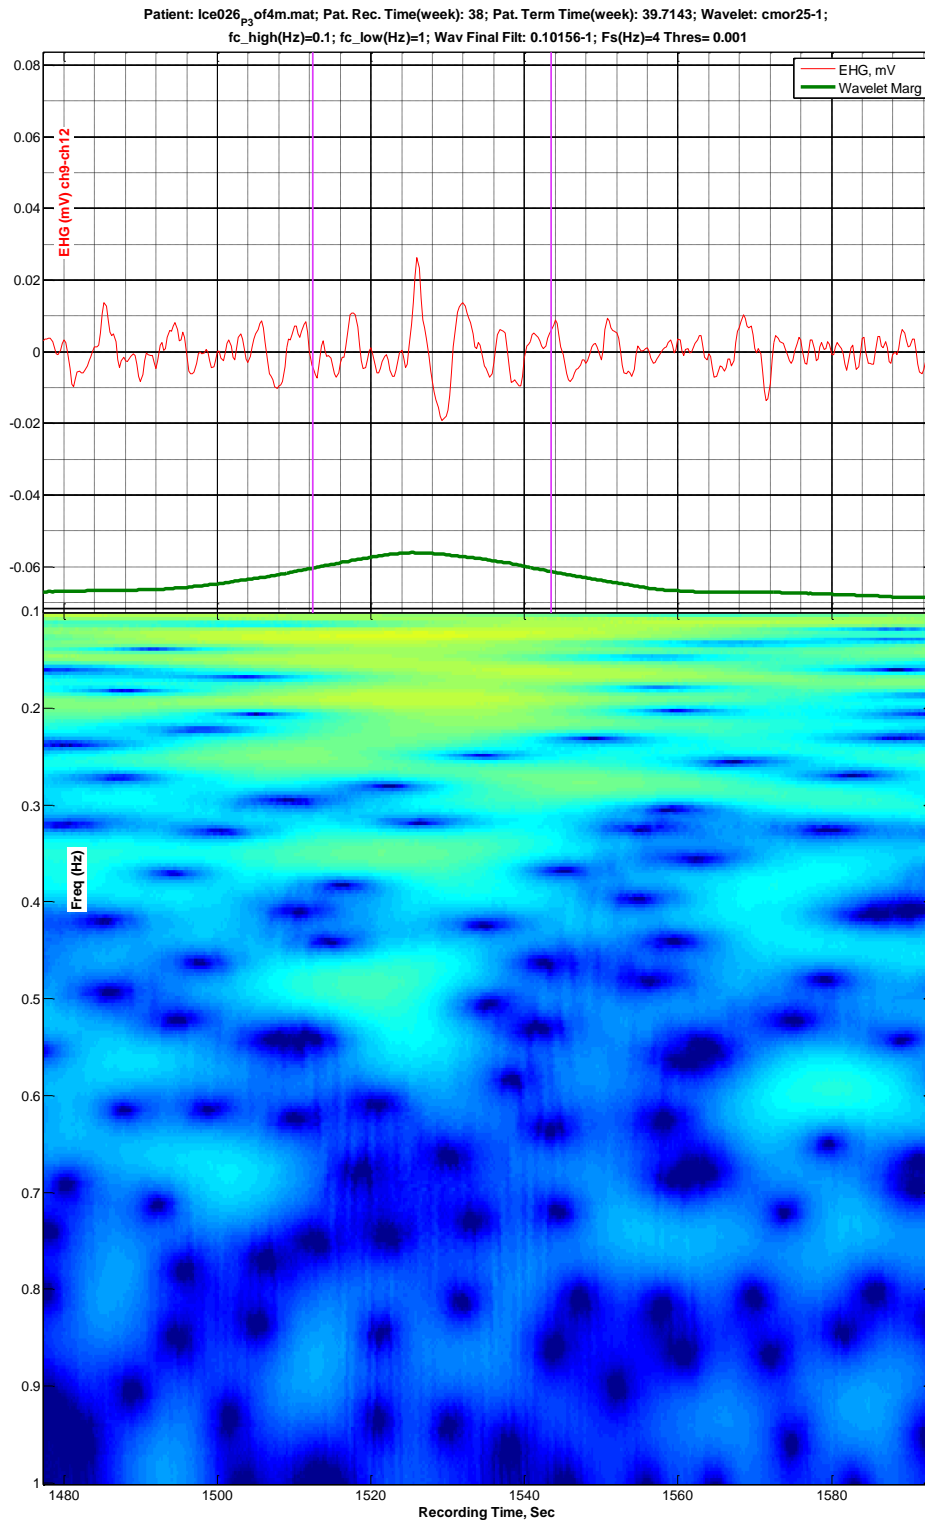 Patient: Ice026_P3of4m.mat; Pat. Rec. Time(week): 38; Pat. Term Time(week): 39.7143; Wavelet: cmor25-1;
fc_high(Hz)=0.1; fc_low(Hz)=1; Wav Final Filt: 0.10156-1; Fs(Hz)=4 Thres= 0.001
EHG, mV
Wavelet Marg
EHG (mV) ch9-ch12
0.08
0.06
0.04
0.02
0
-0.02
-0.04
-0.06
0.1
0.2
0.3
0.4
0.5
0.6
0.7
0.8
0.9
1
Freq (Hz)
1480 1500 1520 1540 1560 1580
Recording Time, Sec